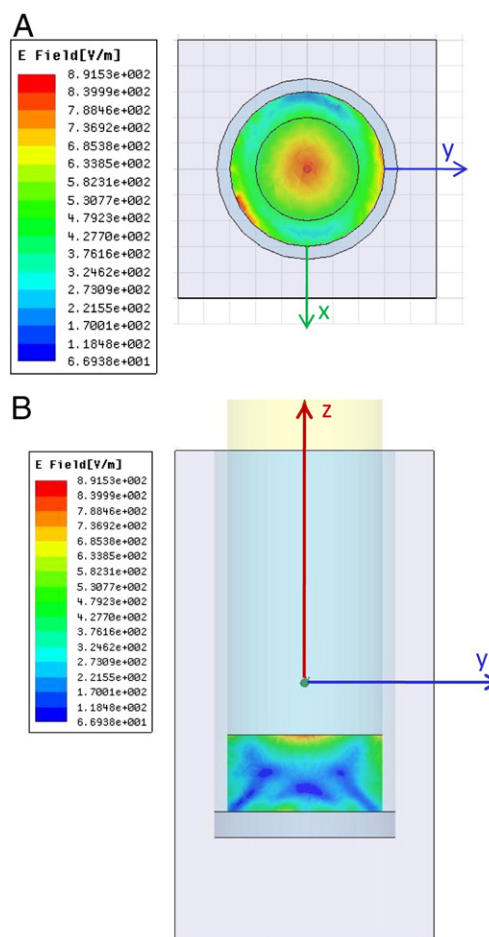 A
E Field[V/m]
8.9153e+002
8.3999e+002
7.8846e+002
7.3692e+002
6.8538e+002
6.3385e+002
5.8231e+002
5.3077e+002
4.7923e+002
4.2770e+002
3.7616e+002
3.2462e+002
2.7309e+002
2.2155e+002
1.7001e+002
1.1848e+002
6.6938e+001
y
x
B
E Field[V/m]
8.9153e+002
8.3999e+002
7.8846e+002
7.3692e+002
6.8538e+002
6.3385e+002
5.8231e+002
5.3077e+002
4.7923e+002
4.2770e+002
3.7616e+002
3.2462e+002
2.7309e+002
2.2155e+002
1.7001e+002
1.1848e+002
6.6938e+001
z
y